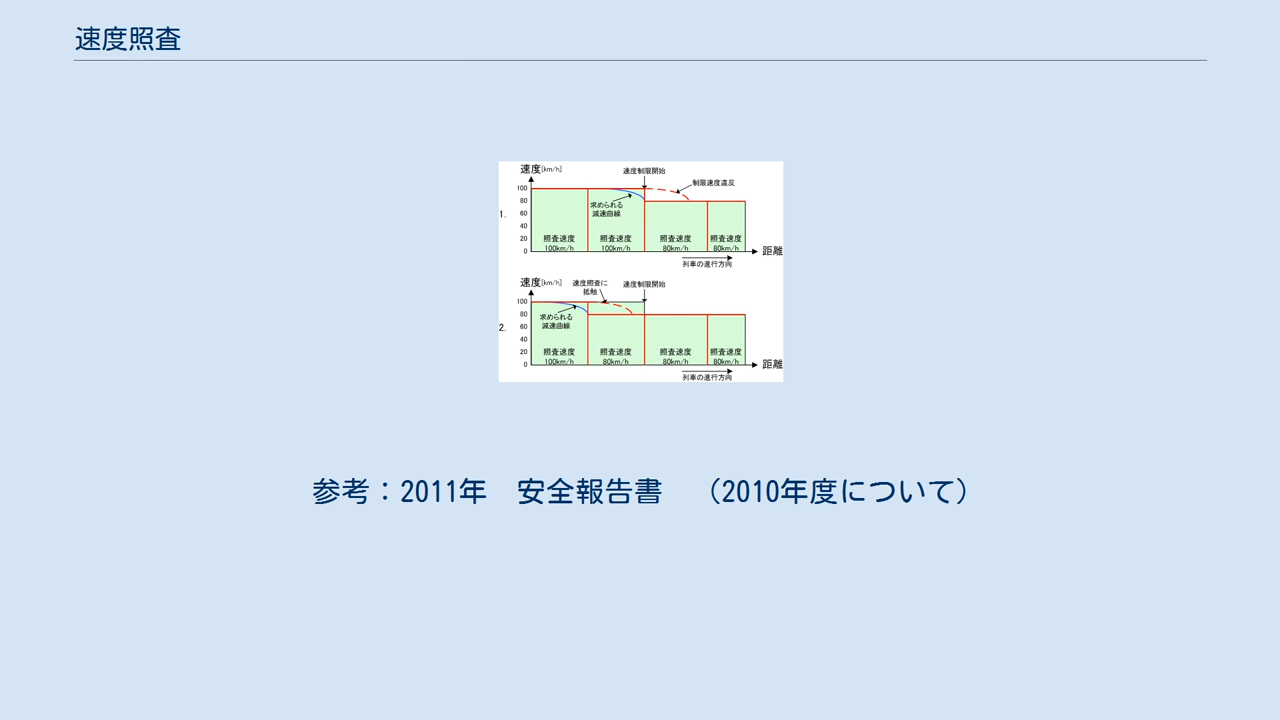 速度照査
速度[km/h]
速度制限開始
制限速度違反
100
80
60
40
20
0
1.
求められる
減速曲線
照査速度
100km/h
照査速度
100km/h
照査速度
80km/h
照査速度
80km/h
距離
列車の進行方向
速度[km/h]
速度照査に
抵触
速度制限開始
100
80
60
40
20
0
2.
求められる
減速曲線
照査速度
100km/h
照査速度
80km/h
照査速度
80km/h
照査速度
80km/h
距離
列車の進行方向
参考：2011年　安全報告書　（2010年度について）